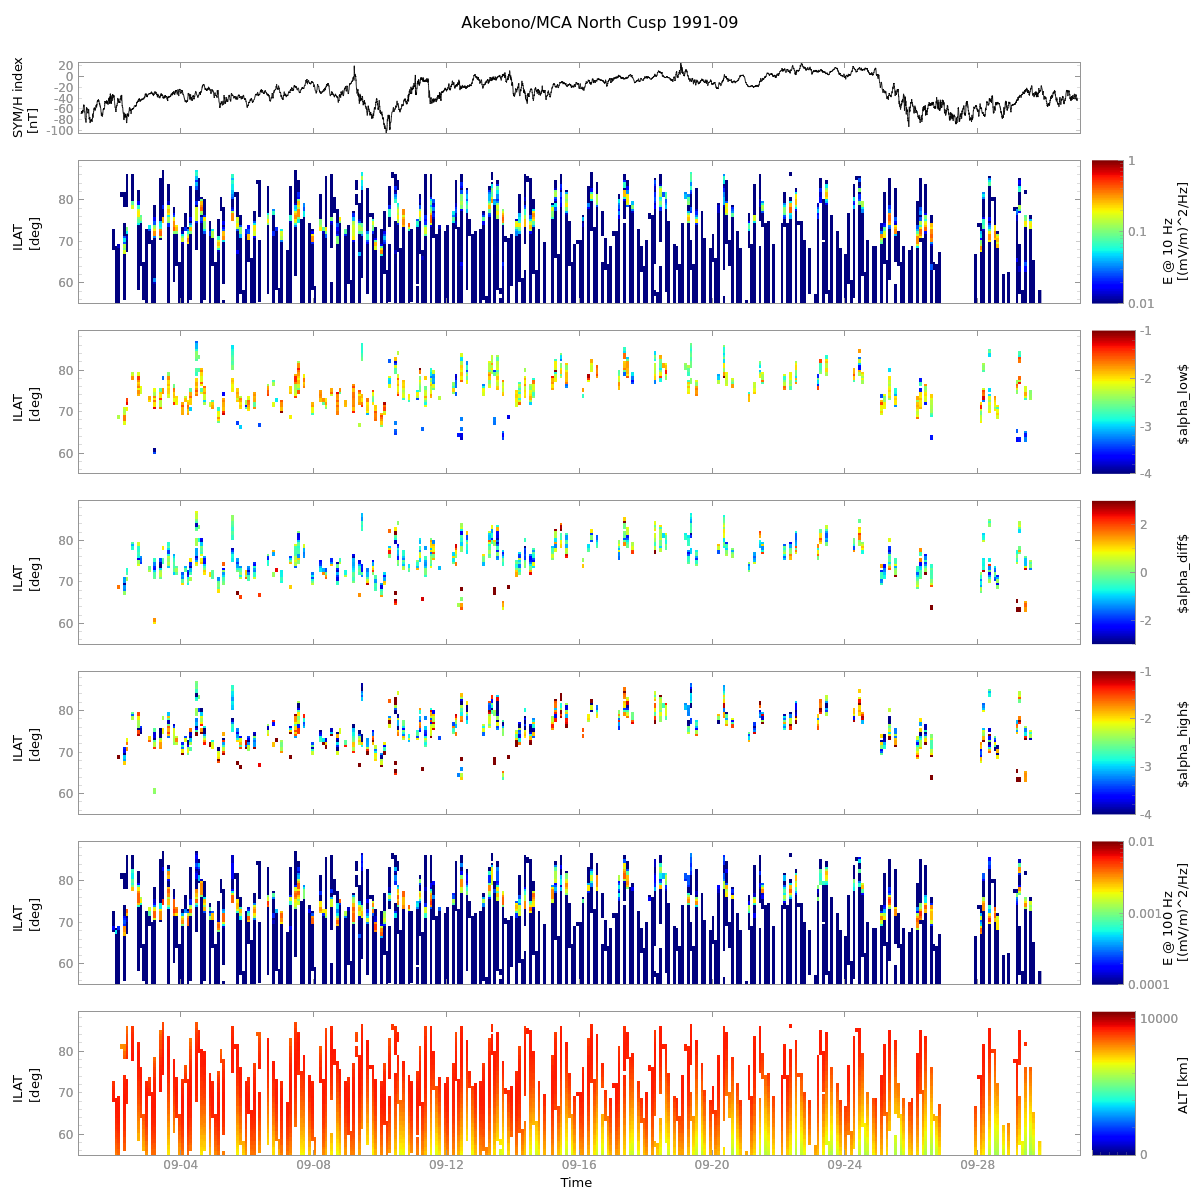 Akebono/MCA North Cusp 1991-09
SYM/H index
[nT]
20
0
-20
-40
-60
-80
-100
ILAT
[deg]
80
70
60
1
0.1
0.01
E @ 10 Hz
[(mV/m)^2/Hz]
ILAT
[deg]
80
70
60
-1
-2
-3
-4
$alpha_low$
ILAT
[deg]
80
70
60
2
0
-2
$alpha_diff$
ILAT
[deg]
80
70
60
-1
-2
-3
-4
$alpha_high$
ILAT
[deg]
80
70
60
0.01
0.001
0.0001
E @ 100 Hz
[(mV/m)^2/Hz]
ILAT
[deg]
80
70
60
10000
0
ALT [km]
09-04 09-08 09-12 09-16 09-20 09-24 09-28
Time